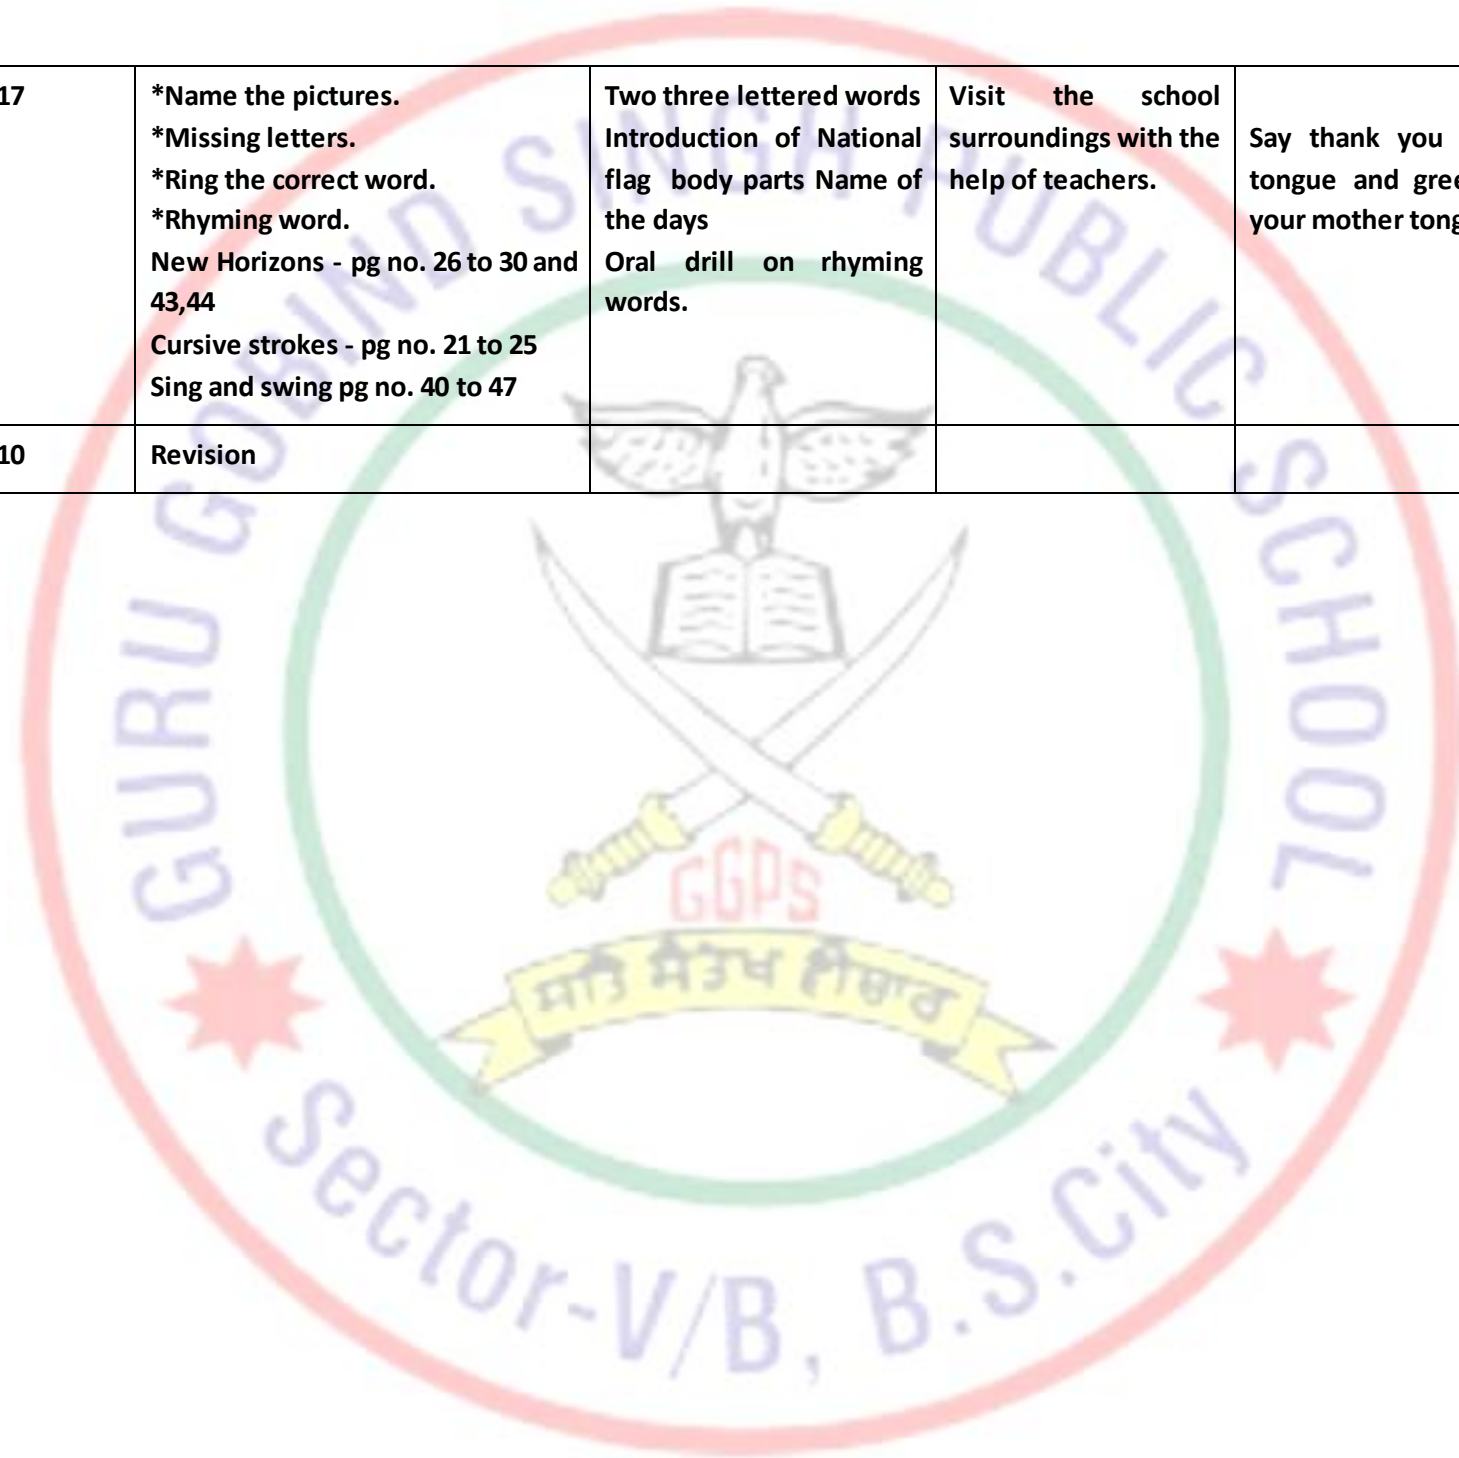 17
*Name the pictures.
*Missing letters.
*Ring the correct word.
*Rhyming word.
New Horizons - pg no. 26 to 30 and
43,44
Cursive strokes - pg no. 21 to 25
Sing and swing pg no. 40 to 47
Two three lettered words
Introduction of National
flag body parts Name of
the days
Oral drill on rhyming
words.
Visit the school
surroundings with the
help of teachers.
Say thank you
tongue and gree
your mother tong
10
Revision
GURU GOBIND SINGH PUBLIC SCHOOL
GGPS
ਸਤਿ ਸੰਤੋਖ ਵੀਚਾਰ
Sector-V/B, B.S.City